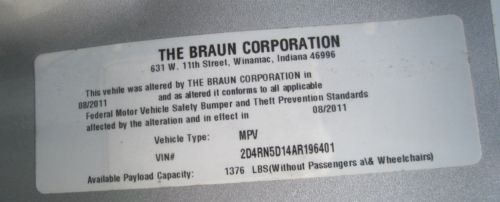 THE BRAUN CORPORATION
631 W. 11th Street, Winamac, Indiana 46996
This vehile was altered by THE BRAUN CORPORATION in
08/2011 and as altered it conforms to all applicable
Federal Motor Vehicle Safety Bumper and Theft Prevention Standards
affected by the alteration and in effect in 08/2011
Vehicle Type: MPV
VIN# 2D4RN5D14AR196401
Available Payload Capacity: 1376 LBS(Without Passengers a\& Wheelchairs)